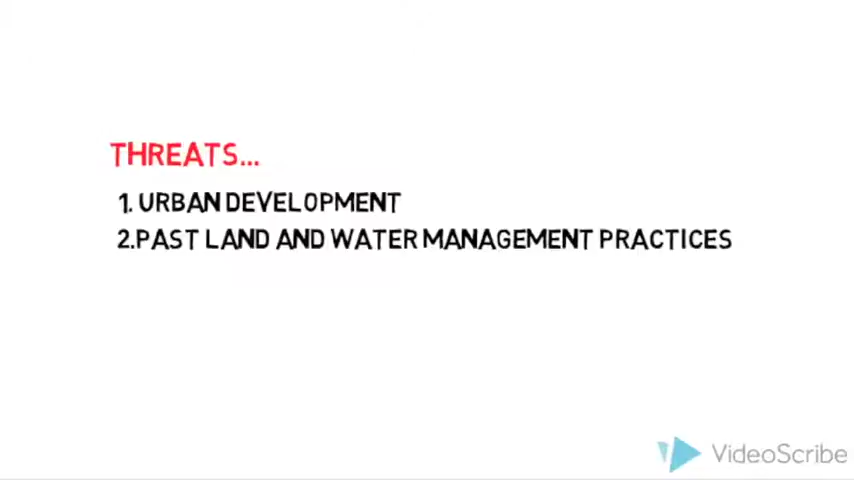 THREATS...
1. URBAN DEVELOPMENT
2.PAST LAND AND WATER MANAGEMENT PRACTICES
VideoScribe